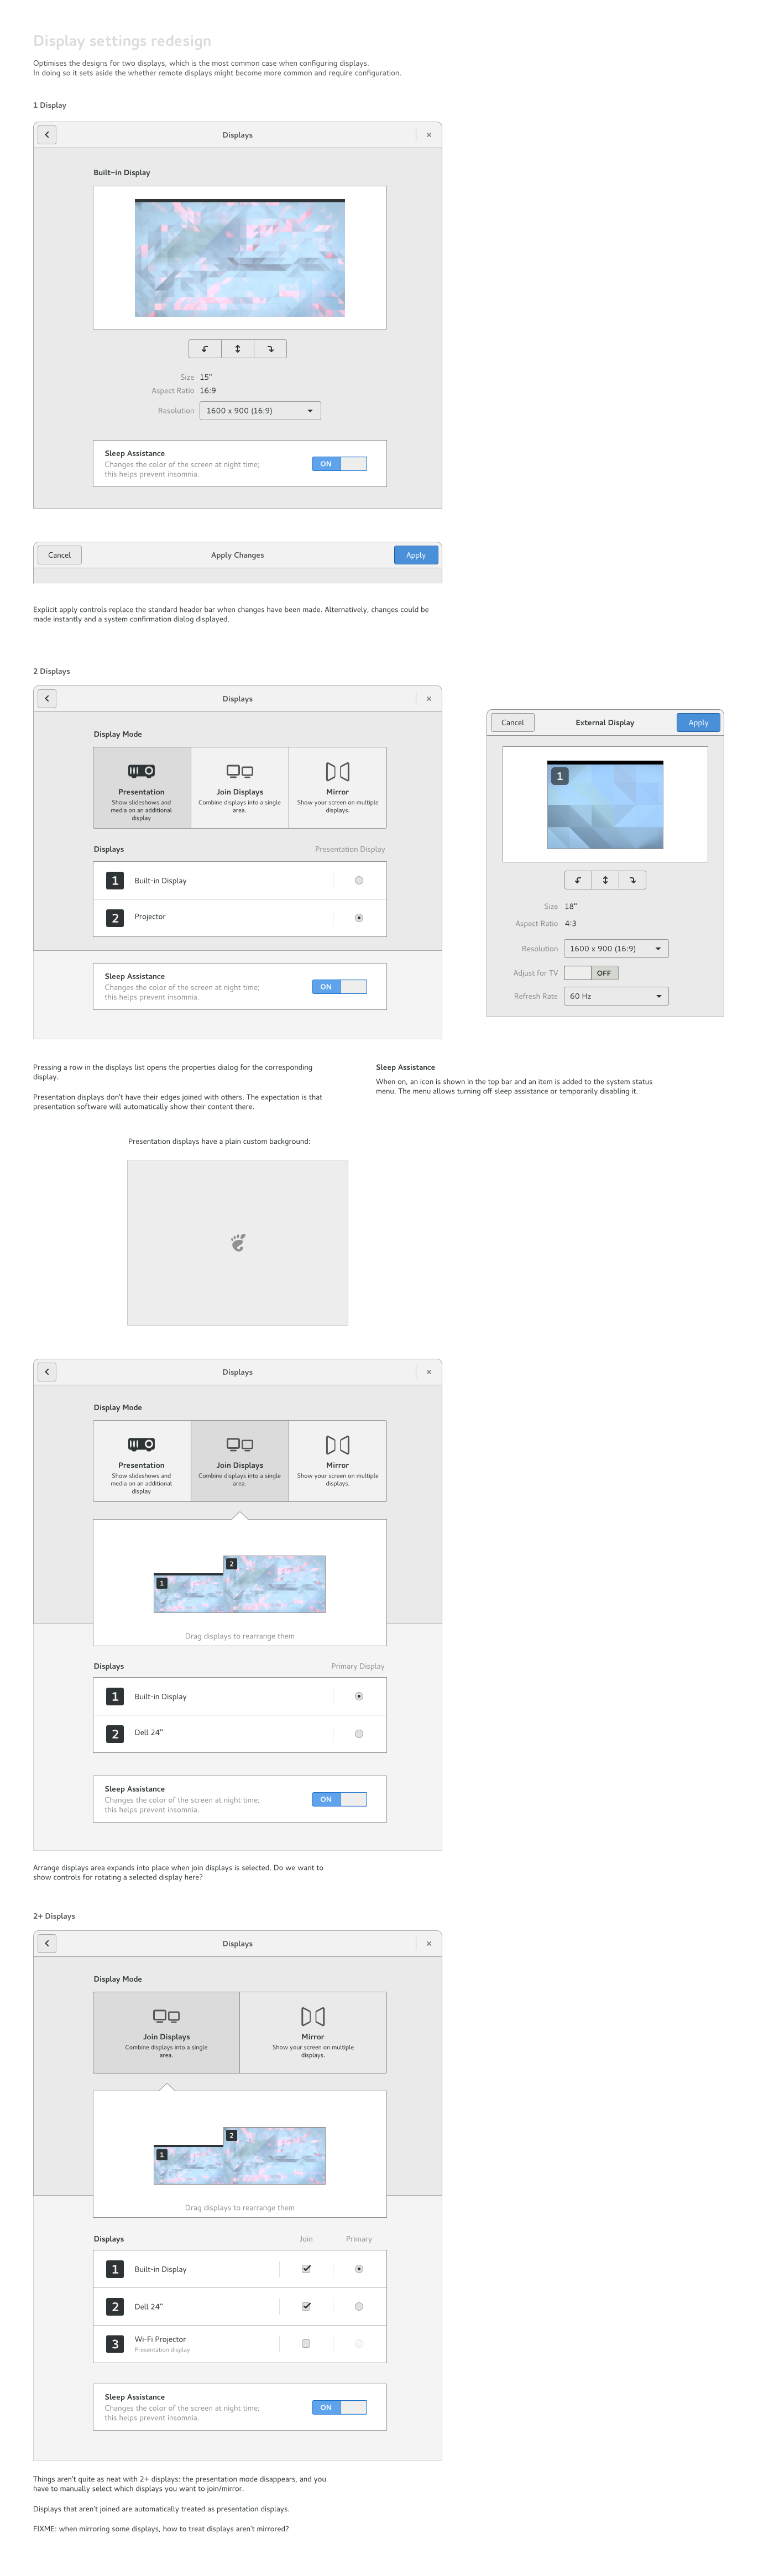 Display settings redesign
Optimises the designs for two displays, which is the most common case when configuring displays.
In doing so it sets aside the whether remote displays might become more common and require configuration.
1 Display
Displays
×
Built-in Display
Size 15"
Aspect Ratio 16:9
Resolution 1600 x 900 (16:9)
Sleep Assistance
Changes the color of the screen at night time;
this helps prevent insomnia.
ON
Cancel
Apply Changes
Apply
Explicit apply controls replace the standard header bar when changes have been made. Alternatively, changes could be
made instantly and a system confirmation dialog displayed.
2 Displays
Displays
×
Display Mode
Presentation
Show slideshows and
media on an additional
display
Join Displays
Combine displays into a single
area.
Mirror
Show your screen on multiple
displays.
Displays
Presentation Display
1 Built-in Display
2 Projector
Sleep Assistance
Changes the color of the screen at night time;
this helps prevent insomnia.
ON
Cancel
External Display
Apply
1
Size 18"
Aspect Ratio 4:3
Resolution 1600 x 900 (16:9)
Adjust for TV OFF
Refresh Rate 60 Hz
Pressing a row in the displays list opens the properties dialog for the corresponding
display.
Presentation displays don't have their edges joined with others. The expectation is that
presentation software will automatically show their content there.
Sleep Assistance
When on, an icon is shown in the top bar and an item is added to the system status
menu. The menu allows turning off sleep assistance or temporarily disabling it.
Presentation displays have a plain custom background:
Displays
×
Display Mode
Presentation
Show slideshows and
media on an additional
display
Join Displays
Combine displays into a single
area.
Mirror
Show your screen on multiple
displays.
1
2
Drag displays to rearrange them
Displays
Primary Display
1 Built-in Display
2 Dell 24"
Sleep Assistance
Changes the color of the screen at night time;
this helps prevent insomnia.
ON
Arrange displays area expands into place when join displays is selected. Do we want to
show controls for rotating a selected display here?
2+ Displays
Displays
×
Display Mode
Join Displays
Combine displays into a single
area.
Mirror
Show your screen on multiple
displays.
1
2
Drag displays to rearrange them
Displays
Join
Primary
1 Built-in Display
2 Dell 24"
3 Wi-Fi Projector
Presentation display
Sleep Assistance
Changes the color of the screen at night time;
this helps prevent insomnia.
ON
Things aren't quite as neat with 2+ displays: the presentation mode disappears, and you
have to manually select which displays you want to join/mirror.
Displays that aren't joined are automatically treated as presentation displays.
FIXME: when mirroring some displays, how to treat displays aren't mirrored?